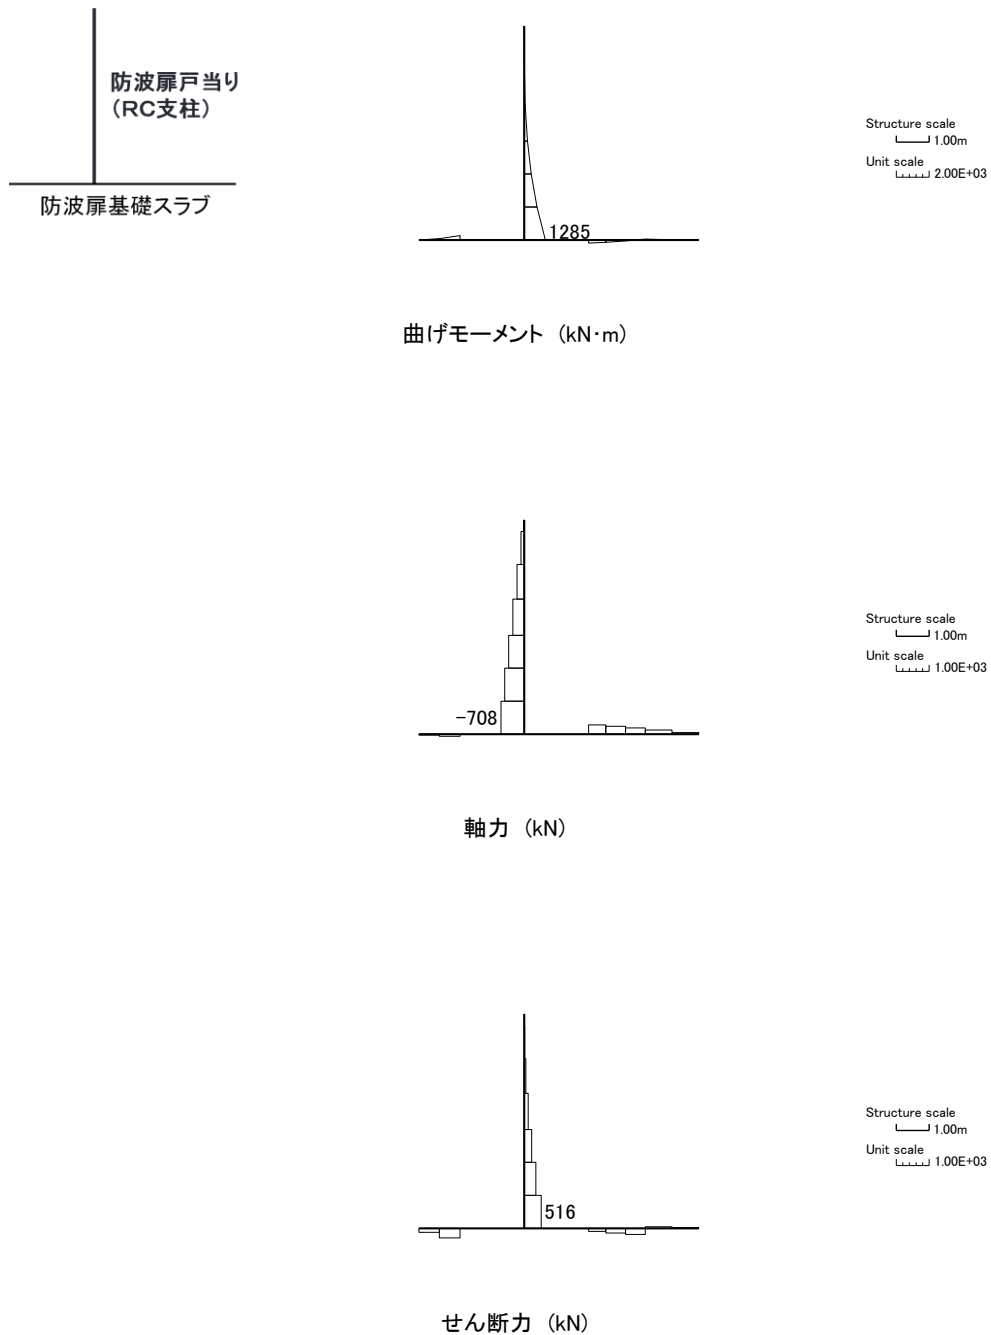 防波扉戸当り
（RC支柱）
防波扉基礎スラブ
Structure scale
1.00m
Unit scale
2.00E+03
1285
曲げモーメント (kN・m)
Structure scale
1.00m
Unit scale
1.00E+03
-708
軸力 (kN)
Structure scale
1.00m
Unit scale
1.00E+03
516
せん断力 (kN)